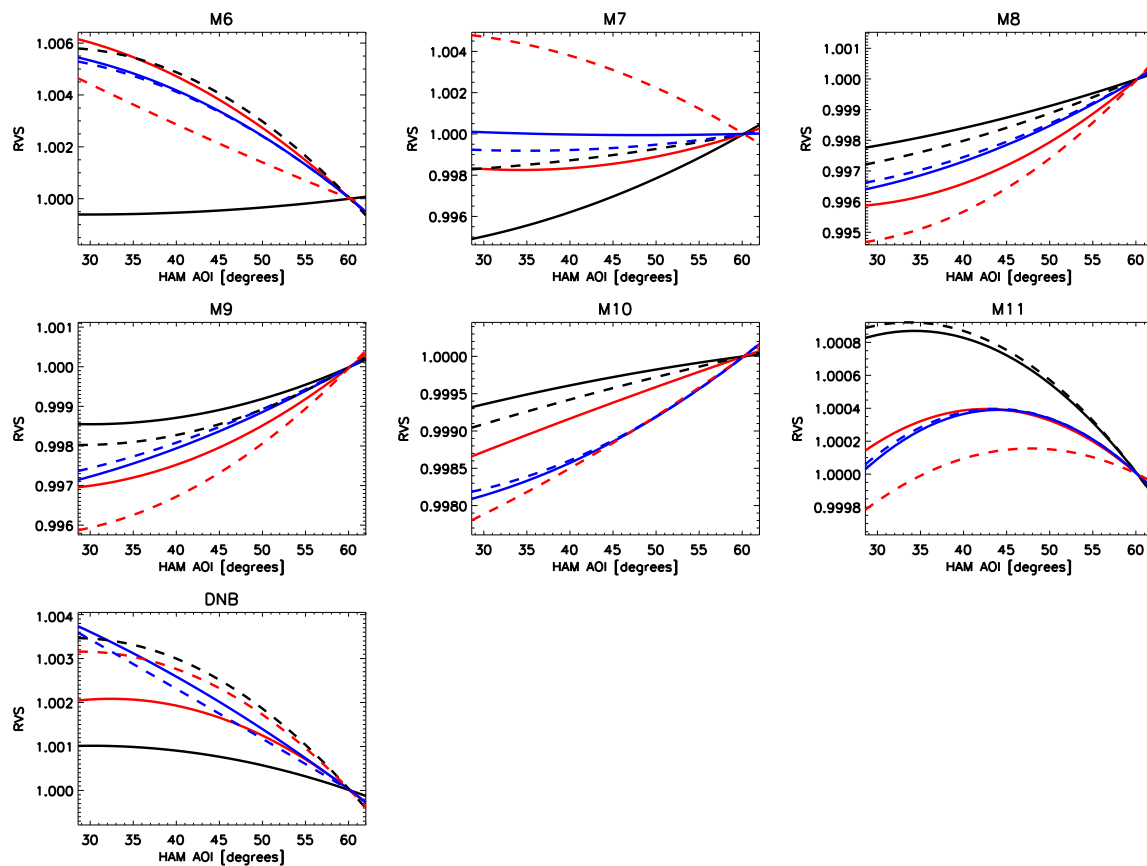 M6
1.006
1.004
1.002
1.000
RVS
30 35 40 45 50 55 60
HAM AOI [degrees]
M7
1.004
1.002
1.000
0.998
0.996
RVS
30 35 40 45 50 55 60
HAM AOI [degrees]
M8
1.001
1.000
0.999
0.998
0.997
0.996
0.995
RVS
30 35 40 45 50 55 60
HAM AOI [degrees]
M9
1.001
1.000
0.999
0.998
0.997
0.996
RVS
30 35 40 45 50 55 60
HAM AOI [degrees]
M10
1.0000
0.9995
0.9990
0.9985
0.9980
RVS
30 35 40 45 50 55 60
HAM AOI [degrees]
M11
1.0008
1.0006
1.0004
1.0002
1.0000
0.9998
RVS
30 35 40 45 50 55 60
HAM AOI [degrees]
DNB
1.004
1.003
1.002
1.001
1.000
RVS
30 35 40 45 50 55 60
HAM AOI [degrees]